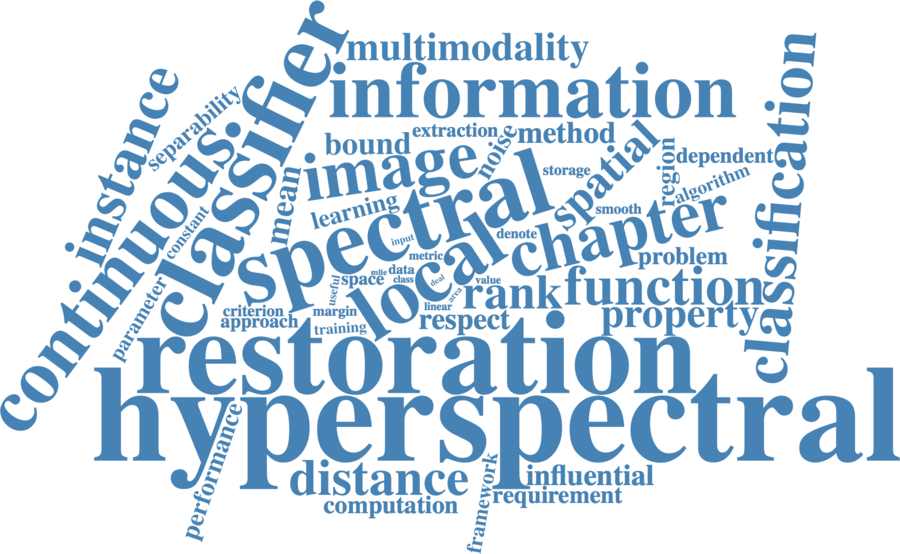 multimodality
information
classifier
instance
separability
continuous
classification
extraction
method
bound
noise
image
spatial
region
dependent
algorithm
storage
mean
learning
spectral
constant
smooth
chapter
input
denote
local
metric
problem
parameter
useful
space
mlie
data
class
deal
area
value
rank
function
criterion
margin
linear
approach
training
respect
property
restoration
hyperspectral
performance
distance
framework
influential
computation
requirement